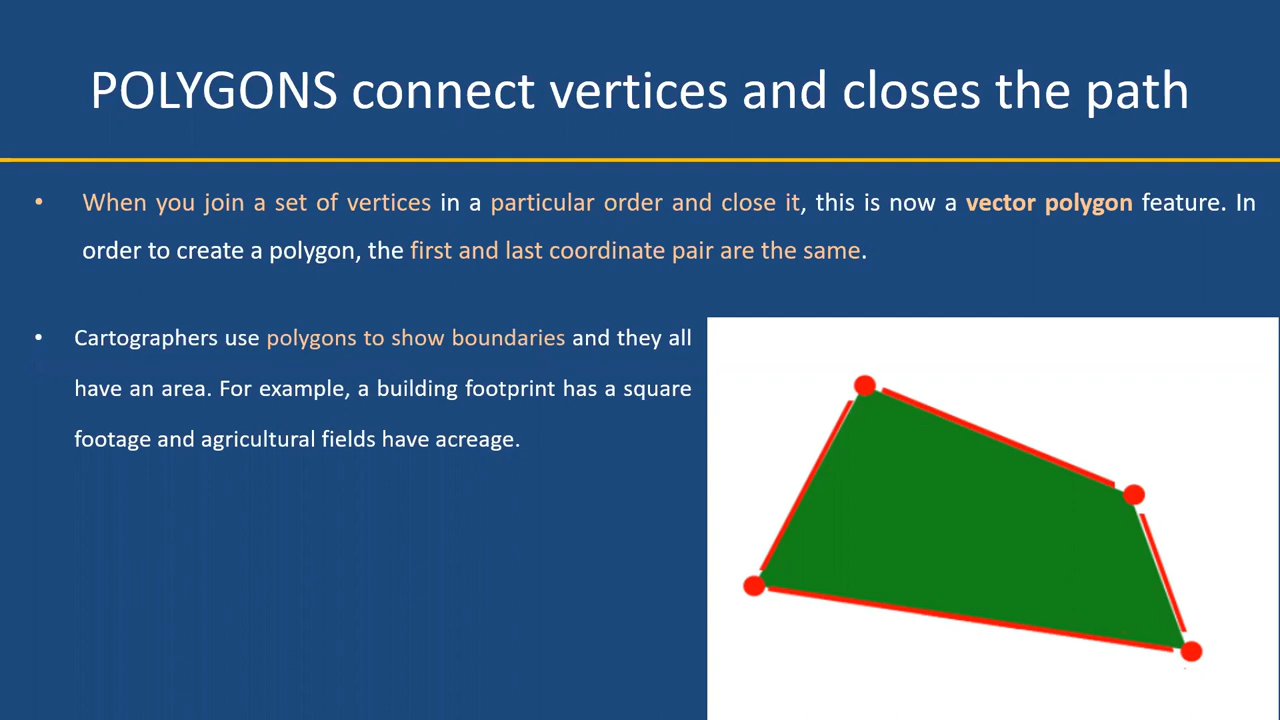 POLYGONS connect vertices and closes the path
• When you join a set of vertices in a particular order and close it, this is now a vector polygon feature. In
order to create a polygon, the first and last coordinate pair are the same.
• Cartographers use polygons to show boundaries and they all
have an area. For example, a building footprint has a square
footage and agricultural fields have acreage.